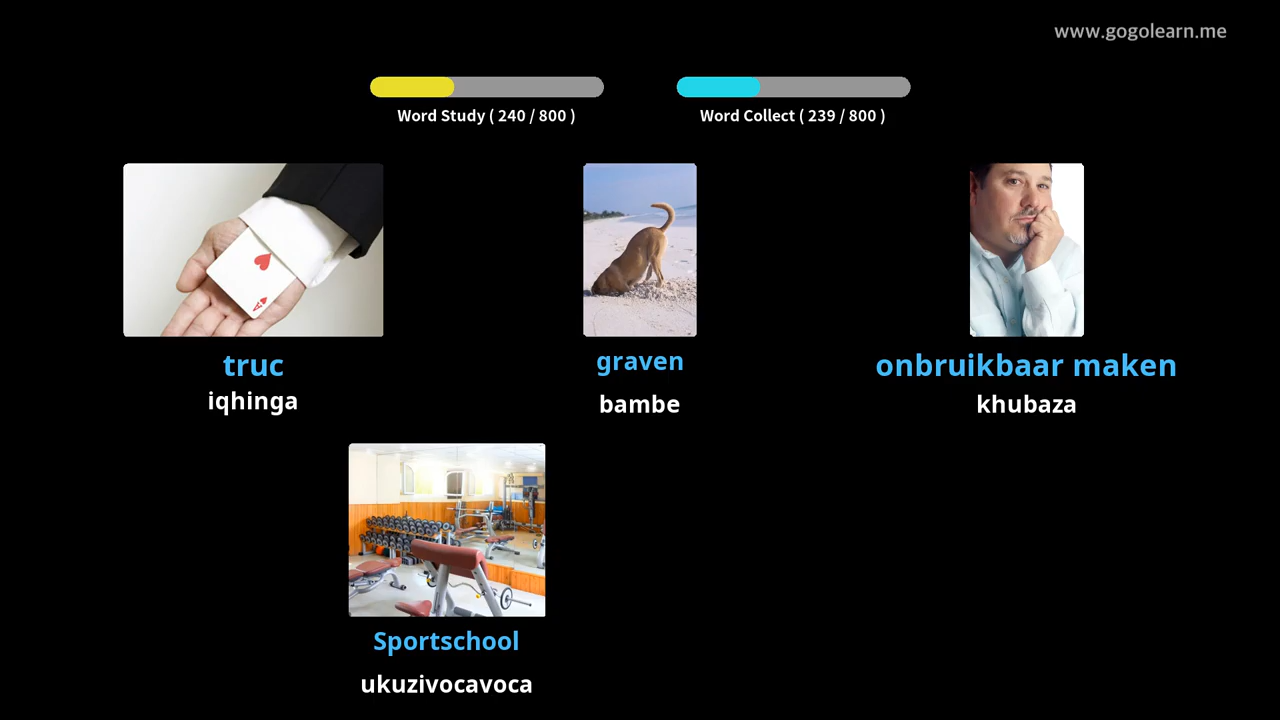 www.gogolearn.me
Word Study ( 240 / 800 )
Word Collect ( 239 / 800 )
truc
iqhinga
graven
bambe
onbruikbaar maken
khubaza
Sportschool
ukuzivocavoca